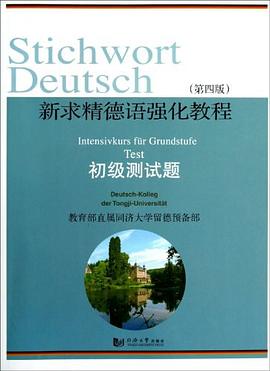 Stichwort
Deutsch
(第四版)
新求精德语强化教程
Intensivkurs für Grundstufe
Test
初级测试题
Deutsch-Kolleg
der Tongji-Universität
教育部直属同济大学留德预备部
同济大学出版社